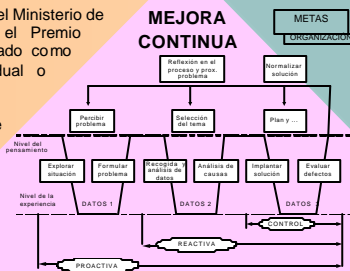 el Ministerio de
el Premio
ado como
dual o
MEJORA
CONTINUA
METAS
ORGANIZACIÓN
Reflexión en el
proceso y prox.
problema
Normalizar
solución
Percibir
problema
Selección
del tema
Plan y ...
Nivel del
pensamiento
Explorar
situación
Formular
problema
Recogida y
análisis de
datos
Análisis de
causas
Implantar
solución
Evaluar
defectos
Nivel de la
experiencia
DATOS 1
DATOS 2
DATOS
CONTROL
REACTIVA
PROACTIVA